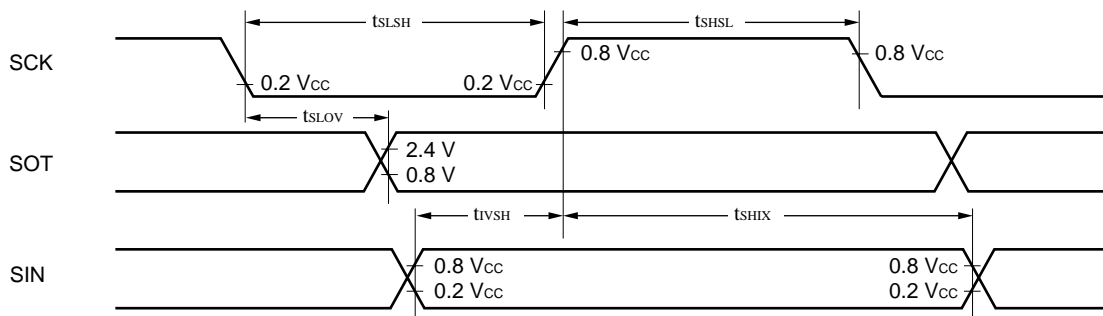 tSLSH
tSHSL
SCK
0.2 VCC
0.2 VCC
0.8 VCC
0.8 VCC
tSLOV
SOT
2.4 V
0.8 V
tIVSH
tSHIX
SIN
0.8 VCC
0.2 VCC
0.8 VCC
0.2 VCC